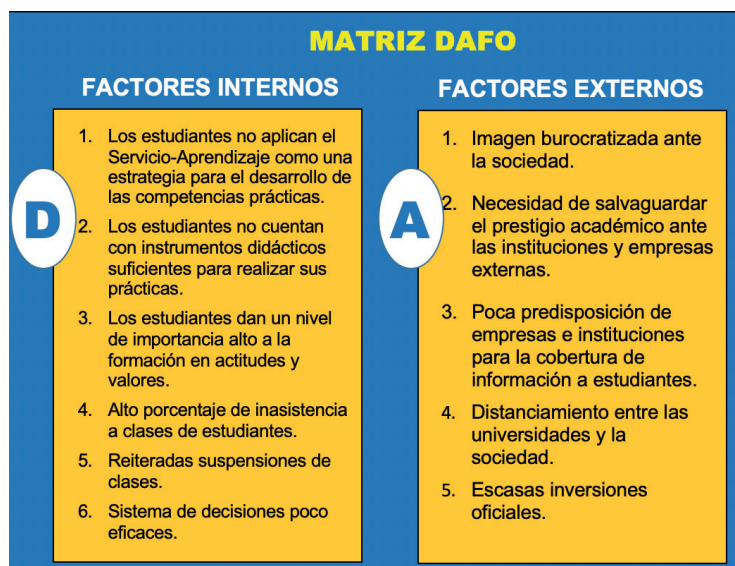 MATRIZ DAFO
FACTORES INTERNOS
D
1. Los estudiantes no aplican el
Servicio-Aprendizaje como una
estrategia para el desarrollo de
las competencias prácticas.
2. Los estudiantes no cuentan
con instrumentos didácticos
suficientes para realizar sus
prácticas.
3. Los estudiantes dan un nivel
de importancia alto a la
formación en actitudes y
valores.
4. Alto porcentaje de inasistencia
a clases de estudiantes.
5. Reiteradas suspensiones de
clases.
6. Sistema de decisiones poco
eficaces.
FACTORES EXTERNOS
A
1. Imagen burocratizada ante
la sociedad.
2. Necesidad de salvaguardar
el prestigio académico ante
las instituciones y empresas
externas.
3. Poca predisposición de
empresas e instituciones
para la cobertura de
información a estudiantes.
4. Distanciamiento entre las
universidades y la
sociedad.
5. Escasas inversiones
oficiales.